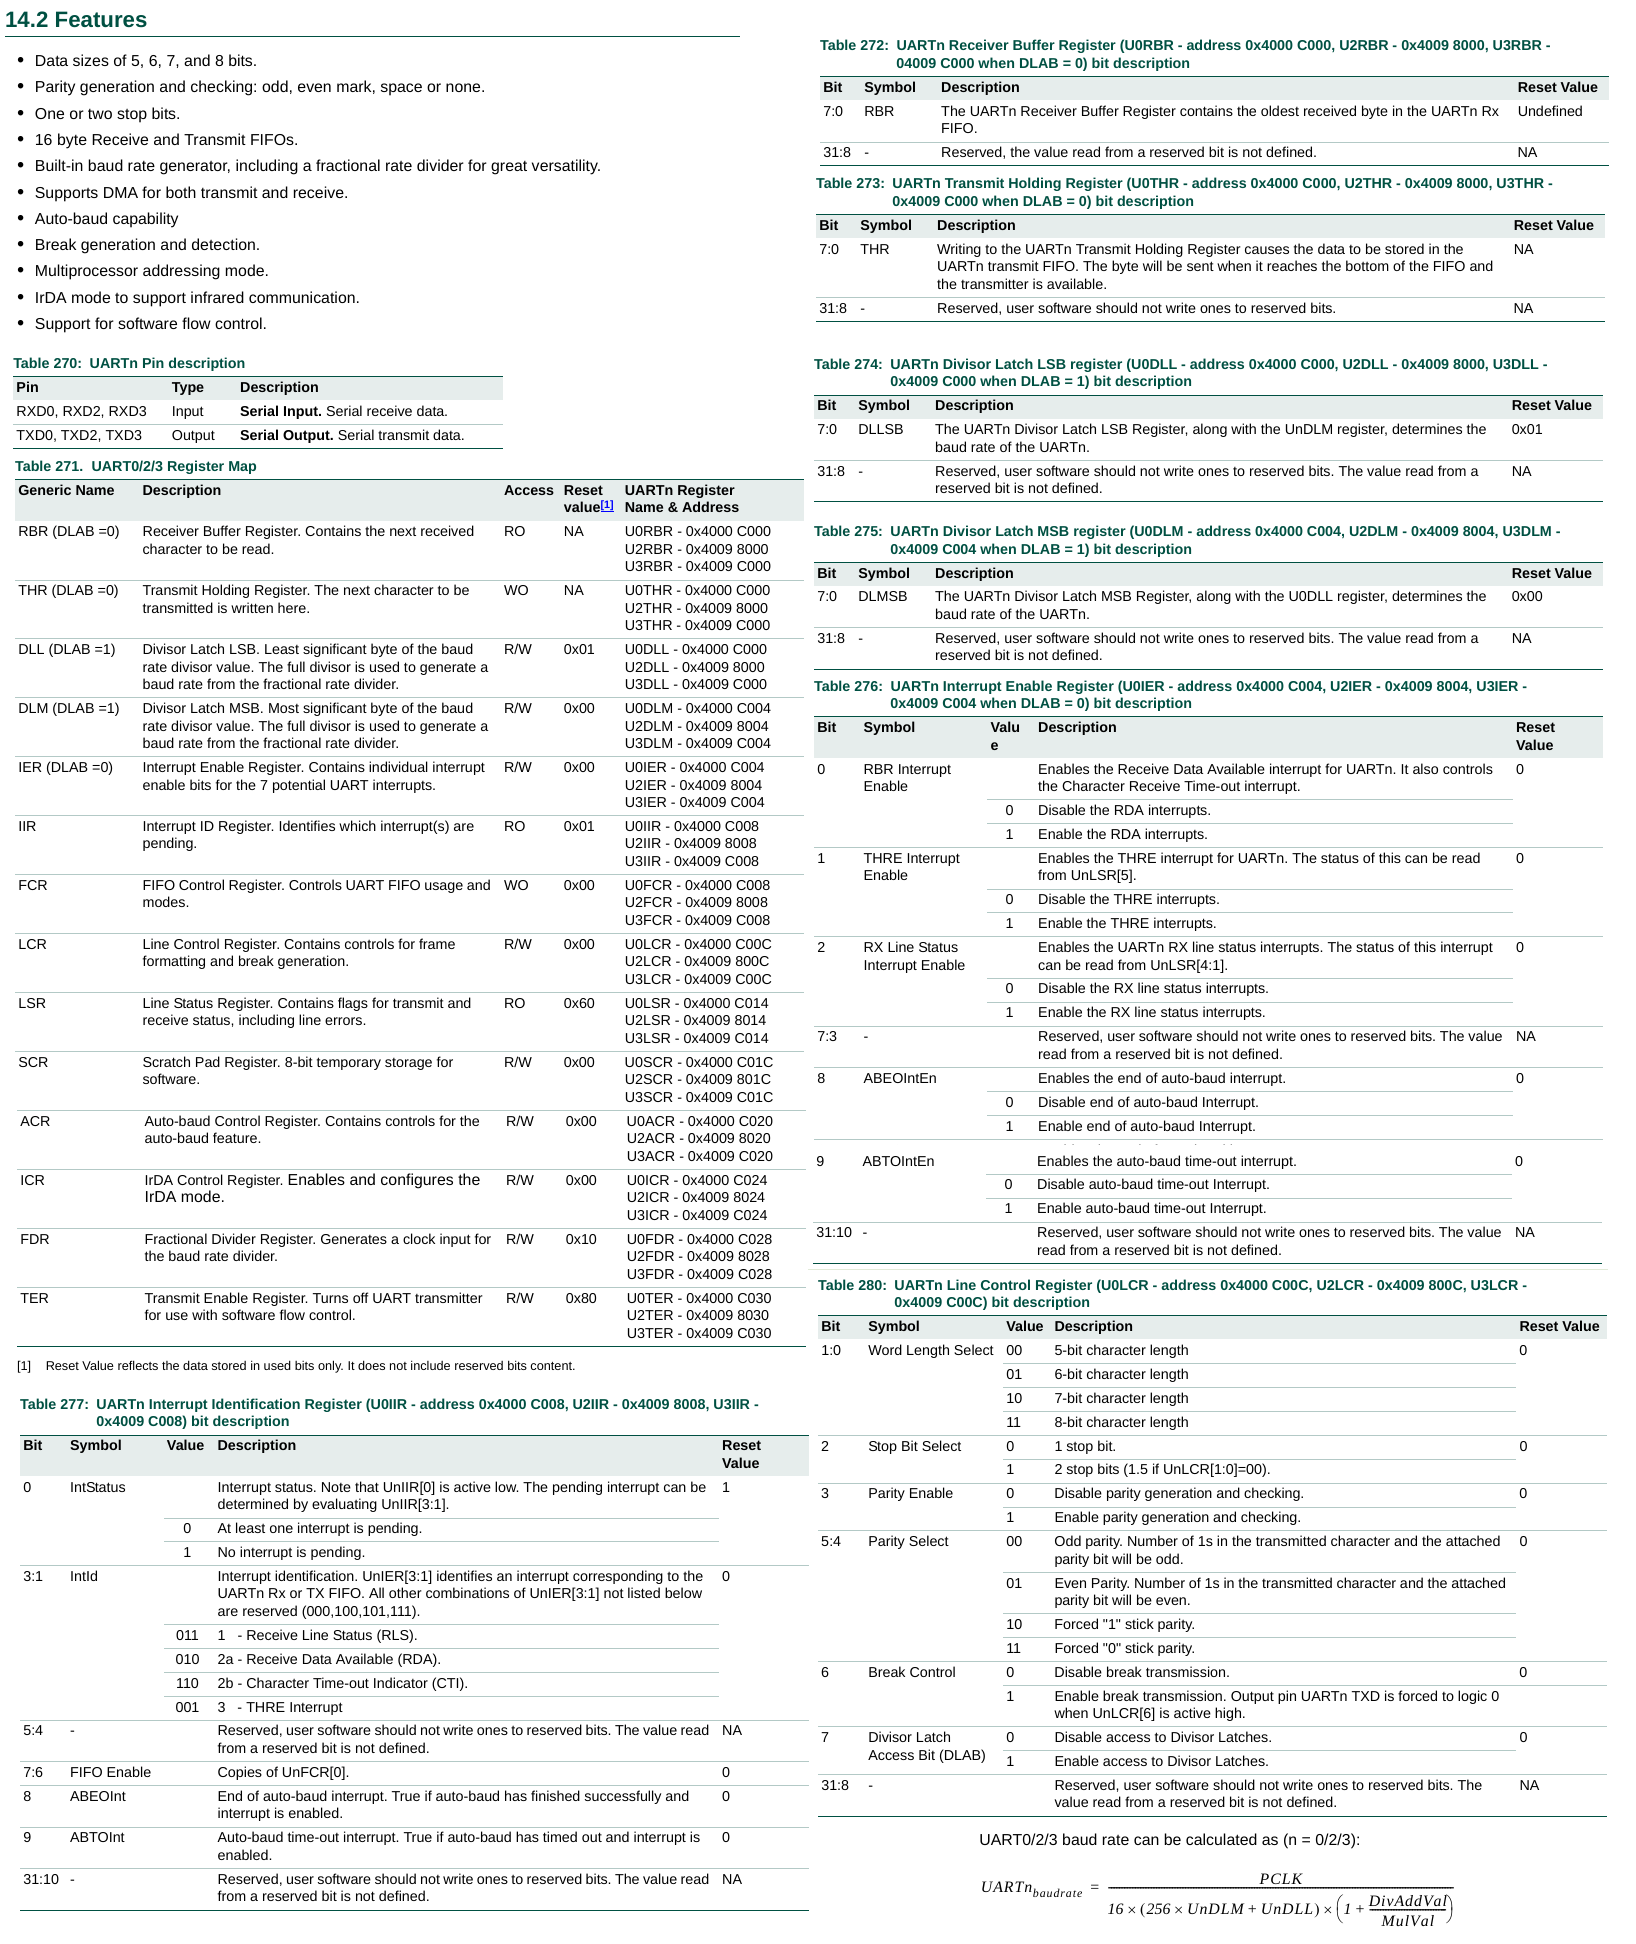 14.2 Features
• Data sizes of 5, 6, 7, and 8 bits.
• Parity generation and checking: odd, even mark, space or none.
• One or two stop bits.
• 16 byte Receive and Transmit FIFOs.
• Built-in baud rate generator, including a fractional rate divider for great versatility.
• Supports DMA for both transmit and receive.
• Auto-baud capability
• Break generation and detection.
• Multiprocessor addressing mode.
• IrDA mode to support infrared communication.
• Support for software flow control.
Table 270: UARTn Pin description
Pin Type Description
RXD0, RXD2, RXD3 Input Serial Input. Serial receive data.
TXD0, TXD2, TXD3 Output Serial Output. Serial transmit data.
Table 271. UART0/2/3 Register Map
Generic Name Description Access Reset UARTn Register
value[1] Name & Address
RBR (DLAB =0) Receiver Buffer Register. Contains the next received RO NA U0RBR - 0x4000 C000
character to be read. U2RBR - 0x4009 8000
U3RBR - 0x4009 C000
THR (DLAB =0) Transmit Holding Register. The next character to be WO NA U0THR - 0x4000 C000
transmitted is written here. U2THR - 0x4009 8000
U3THR - 0x4009 C000
DLL (DLAB =1) Divisor Latch LSB. Least significant byte of the baud R/W 0x01 U0DLL - 0x4000 C000
rate divisor value. The full divisor is used to generate a U2DLL - 0x4009 8000
baud rate from the fractional rate divider. U3DLL - 0x4009 C000
DLM (DLAB =1) Divisor Latch MSB. Most significant byte of the baud R/W 0x00 U0DLM - 0x4000 C004
rate divisor value. The full divisor is used to generate a U2DLM - 0x4009 8004
baud rate from the fractional rate divider. U3DLM - 0x4009 C004
IER (DLAB =0) Interrupt Enable Register. Contains individual interrupt R/W 0x00 U0IER - 0x4000 C004
enable bits for the 7 potential UART interrupts. U2IER - 0x4009 8004
U3IER - 0x4009 C004
IIR Interrupt ID Register. Identifies which interrupt(s) are RO 0x01 U0IIR - 0x4000 C008
pending. U2IIR - 0x4009 8008
U3IIR - 0x4009 C008
FCR FIFO Control Register. Controls UART FIFO usage and WO 0x00 U0FCR - 0x4000 C008
modes. U2FCR - 0x4009 8008
U3FCR - 0x4009 C008
LCR Line Control Register. Contains controls for frame R/W 0x00 U0LCR - 0x4000 C00C
formatting and break generation. U2LCR - 0x4009 800C
U3LCR - 0x4009 C00C
LSR Line Status Register. Contains flags for transmit and RO 0x60 U0LSR - 0x4000 C014
receive status, including line errors. U2LSR - 0x4009 8014
U3LSR - 0x4009 C014
SCR Scratch Pad Register. 8-bit temporary storage for R/W 0x00 U0SCR - 0x4000 C01C
software. U2SCR - 0x4009 801C
U3SCR - 0x4009 C01C
ACR Auto-baud Control Register. Contains controls for the R/W 0x00 U0ACR - 0x4000 C020
auto-baud feature. U2ACR - 0x4009 8020
U3ACR - 0x4009 C020
ICR IrDA Control Register. Enables and configures the R/W 0x00 U0ICR - 0x4000 C024
IrDA mode. U2ICR - 0x4009 8024
U3ICR - 0x4009 C024
FDR Fractional Divider Register. Generates a clock input for R/W 0x10 U0FDR - 0x4000 C028
the baud rate divider. U2FDR - 0x4009 8028
U3FDR - 0x4009 C028
TER Transmit Enable Register. Turns off UART transmitter R/W 0x80 U0TER - 0x4000 C030
for use with software flow control. U2TER - 0x4009 8030
U3TER - 0x4009 C030
[1] Reset Value reflects the data stored in used bits only. It does not include reserved bits content.
Table 277: UARTn Interrupt Identification Register (U0IIR - address 0x4000 C008, U2IIR - 0x4009 8008, U3IIR -
0x4009 C008) bit description
Bit Symbol Value Description Reset
Value
0 IntStatus Interrupt status. Note that UnIIR[0] is active low. The pending interrupt can be 1
determined by evaluating UnIIR[3:1].
0 At least one interrupt is pending.
1 No interrupt is pending.
3:1 IntId Interrupt identification. UnIER[3:1] identifies an interrupt corresponding to the 0
UARTn Rx or TX FIFO. All other combinations of UnIER[3:1] not listed below
are reserved (000,100,101,111).
011 1 - Receive Line Status (RLS).
010 2a - Receive Data Available (RDA).
110 2b - Character Time-out Indicator (CTI).
001 3 - THRE Interrupt
5:4 - Reserved, user software should not write ones to reserved bits. The value read NA
from a reserved bit is not defined.
7:6 FIFO Enable Copies of UnFCR[0]. 0
8 ABEOInt End of auto-baud interrupt. True if auto-baud has finished successfully and 0
interrupt is enabled.
9 ABTOInt Auto-baud time-out interrupt. True if auto-baud has timed out and interrupt is 0
enabled.
31:10 - Reserved, user software should not write ones to reserved bits. The value read NA
from a reserved bit is not defined.
Table 272: UARTn Receiver Buffer Register (U0RBR - address 0x4000 C000, U2RBR - 0x4009 8000, U3RBR -
04009 C000 when DLAB = 0) bit description
Bit Symbol Description Reset Value
7:0 RBR The UARTn Receiver Buffer Register contains the oldest received byte in the UARTn Rx Undefined
FIFO.
31:8 - Reserved, the value read from a reserved bit is not defined. NA
Table 273: UARTn Transmit Holding Register (U0THR - address 0x4000 C000, U2THR - 0x4009 8000, U3THR -
0x4009 C000 when DLAB = 0) bit description
Bit Symbol Description Reset Value
7:0 THR Writing to the UARTn Transmit Holding Register causes the data to be stored in the NA
UARTn transmit FIFO. The byte will be sent when it reaches the bottom of the FIFO and
the transmitter is available.
31:8 - Reserved, user software should not write ones to reserved bits. NA
Table 274: UARTn Divisor Latch LSB register (U0DLL - address 0x4000 C000, U2DLL - 0x4009 8000, U3DLL -
0x4009 C000 when DLAB = 1) bit description
Bit Symbol Description Reset Value
7:0 DLLSB The UARTn Divisor Latch LSB Register, along with the UnDLM register, determines the 0x01
baud rate of the UARTn.
31:8 - Reserved, user software should not write ones to reserved bits. The value read from a NA
reserved bit is not defined.
Table 275: UARTn Divisor Latch MSB register (U0DLM - address 0x4000 C004, U2DLM - 0x4009 8004, U3DLM -
0x4009 C004 when DLAB = 1) bit description
Bit Symbol Description Reset Value
7:0 DLMSB The UARTn Divisor Latch MSB Register, along with the U0DLL register, determines the 0x00
baud rate of the UARTn.
31:8 - Reserved, user software should not write ones to reserved bits. The value read from a NA
reserved bit is not defined.
Table 276: UARTn Interrupt Enable Register (U0IER - address 0x4000 C004, U2IER - 0x4009 8004, U3IER -
0x4009 C004 when DLAB = 0) bit description
Bit Symbol Valu Description Reset
e Value
0 RBR Interrupt Enables the Receive Data Available interrupt for UARTn. It also controls 0
Enable the Character Receive Time-out interrupt.
0 Disable the RDA interrupts.
1 Enable the RDA interrupts.
1 THRE Interrupt Enables the THRE interrupt for UARTn. The status of this can be read 0
Enable from UnLSR[5].
0 Disable the THRE interrupts.
1 Enable the THRE interrupts.
2 RX Line Status Enables the UARTn RX line status interrupts. The status of this interrupt 0
Interrupt Enable can be read from UnLSR[4:1].
0 Disable the RX line status interrupts.
1 Enable the RX line status interrupts.
7:3 - Reserved, user software should not write ones to reserved bits. The value NA
read from a reserved bit is not defined.
8 ABEOIntEn Enables the end of auto-baud interrupt. 0
0 Disable end of auto-baud Interrupt.
1 Enable end of auto-baud Interrupt.
9 ABTOIntEn Enables the auto-baud time-out interrupt. 0
0 Disable auto-baud time-out Interrupt.
1 Enable auto-baud time-out Interrupt.
31:10 - Reserved, user software should not write ones to reserved bits. The value NA
read from a reserved bit is not defined.
Table 280: UARTn Line Control Register (U0LCR - address 0x4000 C00C, U2LCR - 0x4009 800C, U3LCR -
0x4009 C00C) bit description
Bit Symbol Value Description Reset Value
1:0 Word Length Select 00 5-bit character length 0
01 6-bit character length
10 7-bit character length
11 8-bit character length
2 Stop Bit Select 0 1 stop bit. 0
1 2 stop bits (1.5 if UnLCR[1:0]=00).
3 Parity Enable 0 Disable parity generation and checking. 0
1 Enable parity generation and checking.
5:4 Parity Select 00 Odd parity. Number of 1s in the transmitted character and the attached 0
parity bit will be odd.
01 Even Parity. Number of 1s in the transmitted character and the attached
parity bit will be even.
10 Forced "1" stick parity.
11 Forced "0" stick parity.
6 Break Control 0 Disable break transmission. 0
1 Enable break transmission. Output pin UARTn TXD is forced to logic 0
when UnLCR[6] is active high.
7 Divisor Latch 0 Disable access to Divisor Latches. 0
Access Bit (DLAB) 1 Enable access to Divisor Latches.
31:8 - Reserved, user software should not write ones to reserved bits. The NA
value read from a reserved bit is not defined.
UART0/2/3 baud rate can be calculated as (n = 0/2/3):
PCLK
UARTn baudrate = 
16 × (256 × UnDLM + UnDLL) × (1 + DivAddVal
MulVal)